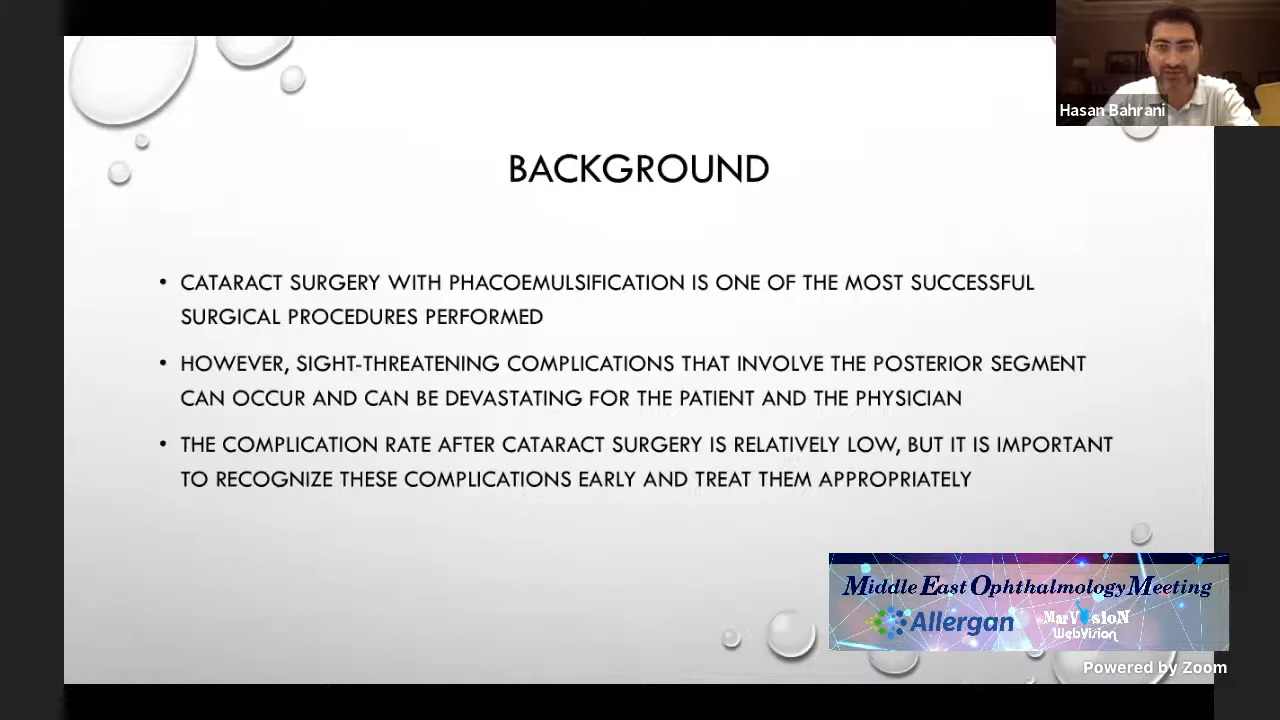 Hasan Bahrani
BACKGROUND
• CATARACT SURGERY WITH PHACOEMULSIFICATION IS ONE OF THE MOST SUCCESSFUL
SURGICAL PROCEDURES PERFORMED
• HOWEVER, SIGHT-THREATENING COMPLICATIONS THAT INVOLVE THE POSTERIOR SEGMENT
CAN OCCUR AND CAN BE DEVASTATING FOR THE PATIENT AND THE PHYSICIAN
• THE COMPLICATION RATE AFTER CATARACT SURGERY IS RELATIVELY LOW, BUT IT IS IMPORTANT
TO RECOGNIZE THESE COMPLICATIONS EARLY AND TREAT THEM APPROPRIATELY
Middle East Ophthalmology Meeting
Allergan
MarVisioN
WebVision
Powered by Zoom